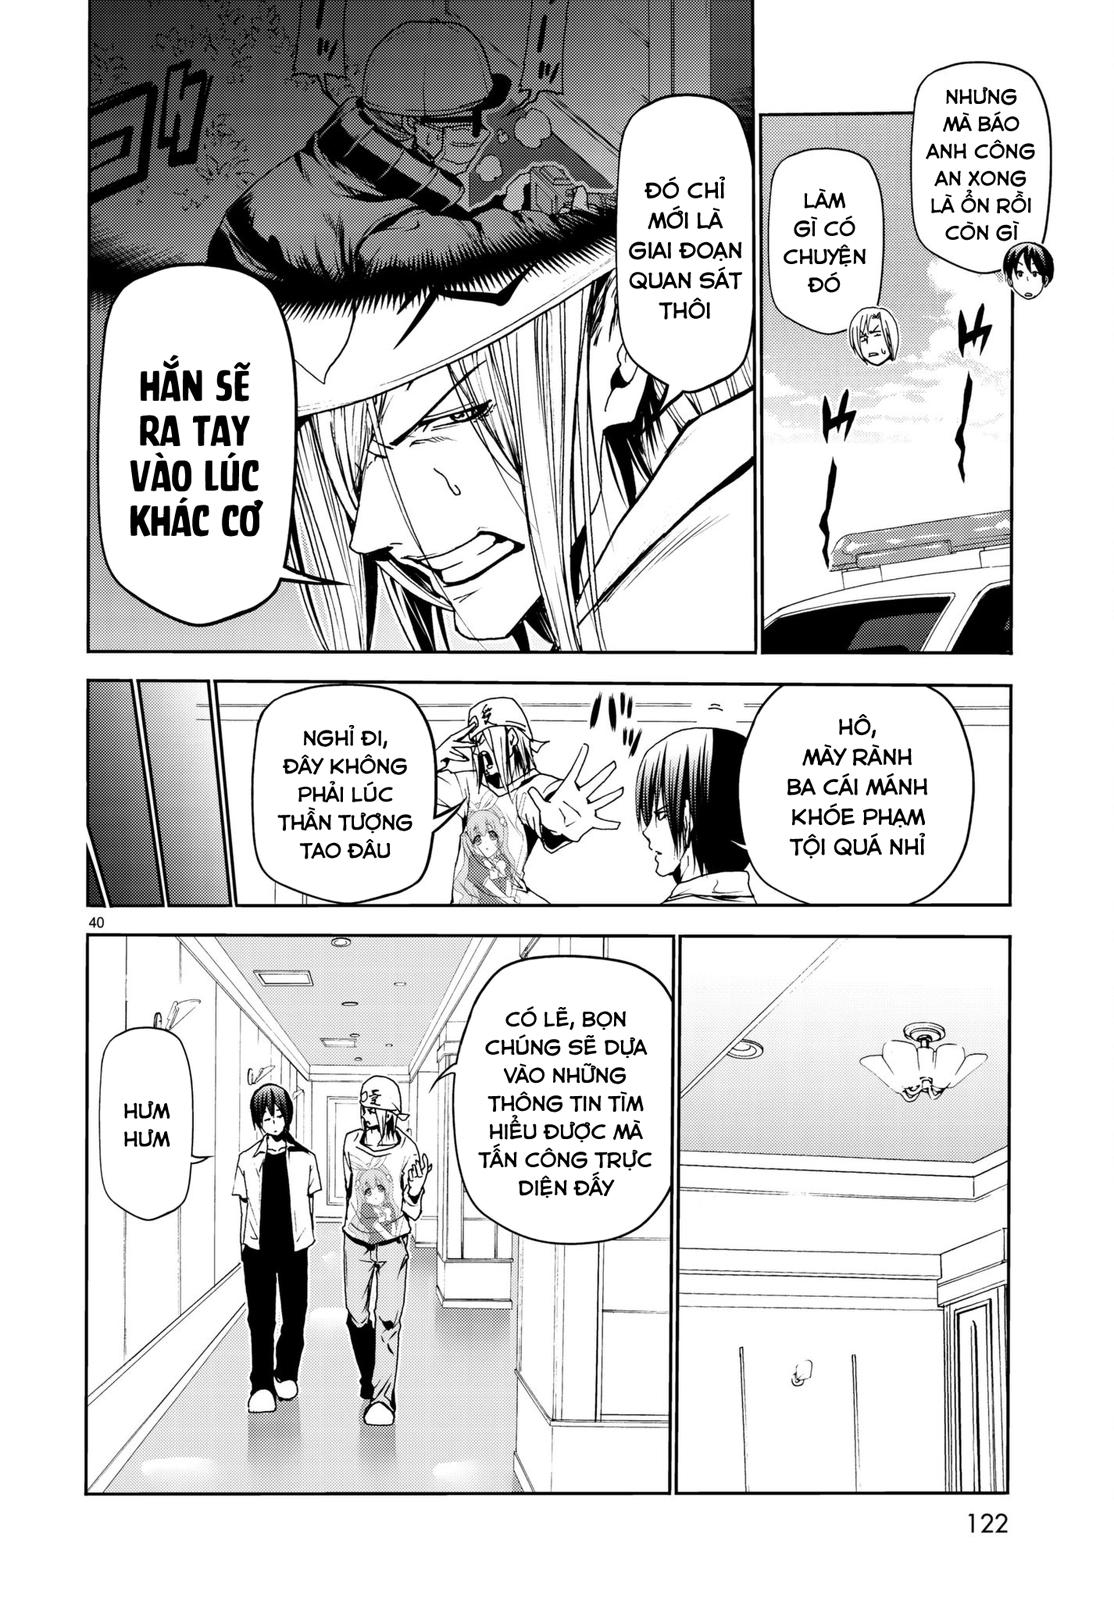 NHƯNG
MÀ BÁO
ANH CÔNG
AN XONG
LÀ ỔN RỒI
CÒN GÌ
LÀM
GÌ CÓ
CHUYỆN
ĐÓ
ĐÓ CHỈ
MỚI LÀ
GIAI ĐOẠN
QUAN SÁT
THÔI
HẮN SẼ
RA TAY
VÀO LÚC
KHÁC CƠ
HÔ,
MÀY RÀNH
BA CÁI MÁNH
KHÓE PHẠM
TỘI QUÁ NHỈ
NGHỈ ĐI,
ĐÂY KHÔNG
PHẢI LÚC
THẦN TƯỢNG
TAO ĐÂU
40
CÓ LẼ, BỌN
CHÚNG SẼ DỰA
VÀO NHỮNG
THÔNG TIN TÌM
HIỂU ĐƯỢC MÀ
TẤN CÔNG TRỰC
DIỆN ĐẤY
HƯM
HƯM
122